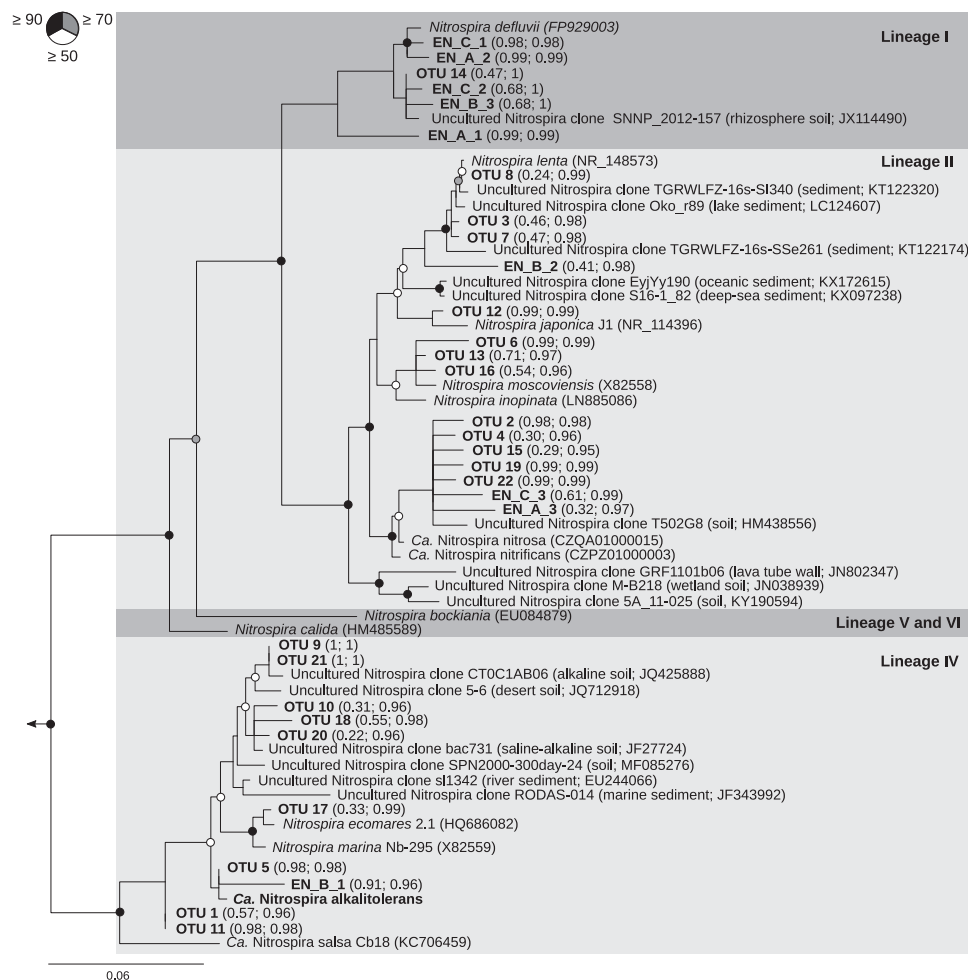 ≥ 90
≥ 70
≥ 50
Lineage I
Nitrospira defluvii (FP929003)
EN_C_1 (0.98; 0.98)
EN_A_2 (0.99; 0.99)
OTU 14 (0.47; 1)
EN_C_2 (0.68; 1)
EN_B_3 (0.68; 1)
Uncultured Nitrospira clone SNNP_2012-157 (rhizosphere soil; JX114490)
EN_A_1 (0.99; 0.99)
Lineage II
Nitrospira lenta (NR_148573)
OTU 8 (0.24; 0.99)
Uncultured Nitrospira clone TGRWLFZ-16s-SI340 (sediment; KT122320)
Uncultured Nitrospira clone Oko_r89 (lake sediment; LC124607)
OTU 3 (0.46; 0.98)
OTU 7 (0.47; 0.98)
Uncultured Nitrospira clone TGRWLFZ-16s-SSe261 (sediment; KT122174)
EN_B_2 (0.41; 0.98)
Uncultured Nitrospira clone EyjYy190 (oceanic sediment; KX172615)
Uncultured Nitrospira clone S16-1_82 (deep-sea sediment; KX097238)
OTU 12 (0.99; 0.99)
Nitrospira japonica J1 (NR_114396)
OTU 6 (0.99; 0.99)
OTU 13 (0.71; 0.97)
OTU 16 (0.54; 0.96)
Nitrospira moscoviensis (X82558)
Nitrospira inopinata (LN885086)
OTU 2 (0.98; 0.98)
OTU 4 (0.30; 0.96)
OTU 15 (0.29; 0.95)
OTU 19 (0.99; 0.99)
OTU 22 (0.99; 0.99)
EN_C_3 (0.61; 0.99)
EN_A_3 (0.32; 0.97)
Uncultured Nitrospira clone T502G8 (soil; HM438556)
Ca. Nitrospira nitrosa (CZQA01000015)
Ca. Nitrospira nitrificans (CZPZ01000003)
Uncultured Nitrospira clone GRF1101b06 (lava tube wall; JN802347)
Uncultured Nitrospira clone M-B218 (wetland soil; JN038939)
Uncultured Nitrospira clone 5A_11-025 (soil, KY190594)
Nitrospira bockiania (EU084879)
Lineage V and VI
Nitrospira calida (HM485589)
OTU 9 (1; 1)
OTU 21 (1; 1)
Lineage IV
Uncultured Nitrospira clone CT0C1AB06 (alkaline soil; JQ425888)
Uncultured Nitrospira clone 5-6 (desert soil; JQ712918)
OTU 10 (0.31; 0.96)
OTU 18 (0.55; 0.98)
OTU 20 (0.22; 0.96)
Uncultured Nitrospira clone bac731 (saline-alkaline soil; JF27724)
Uncultured Nitrospira clone SPN2000-300day-24 (soil; MF085276)
Uncultured Nitrospira clone sl1342 (river sediment; EU244066)
Uncultured Nitrospira clone RODAS-014 (marine sediment; JF343992)
OTU 17 (0.33; 0.99)
Nitrospira ecomares 2.1 (HQ686082)
Nitrospira marina Nb-295 (X82559)
OTU 5 (0.98; 0.98)
EN_B_1 (0.91; 0.96)
Ca. Nitrospira alkalitolerans
OTU 1 (0.57; 0.96)
OTU 11 (0.98; 0.98)
Ca. Nitrospira salsa Cb18 (KC706459)
0.06